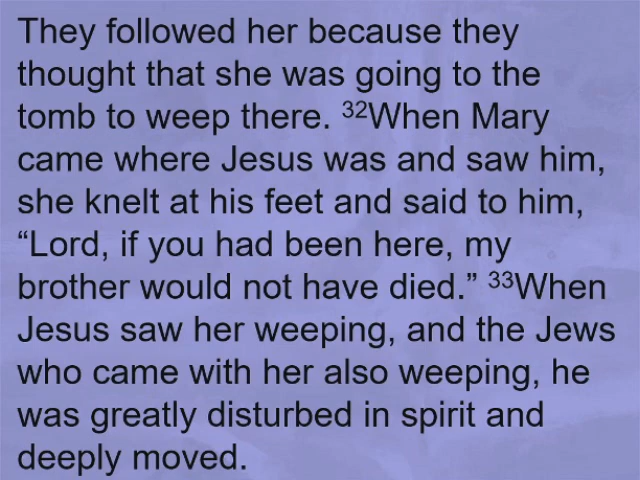 They followed her because they
thought that she was going to the
tomb to weep there. 32When Mary
came where Jesus was and saw him,
she knelt at his feet and said to him,
“Lord, if you had been here, my
brother would not have died.” 33When
Jesus saw her weeping, and the Jews
who came with her also weeping, he
was greatly disturbed in spirit and
deeply moved.